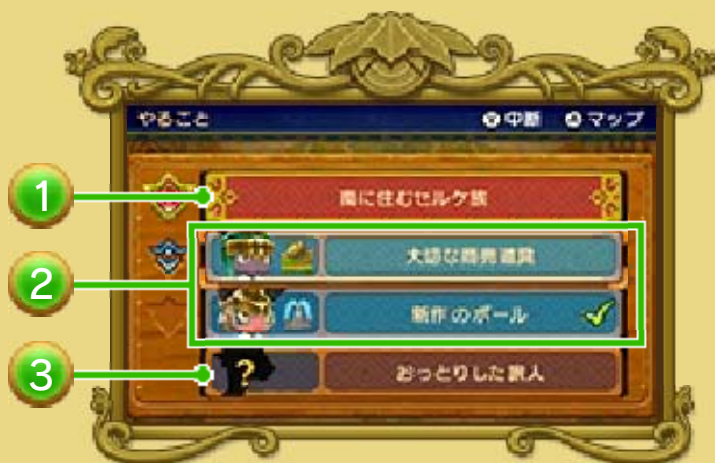 やること
中断 マップ
1
南に住むセルケ族
2
大切な商売道具
新作のボール
3
?
おっとりした旅人